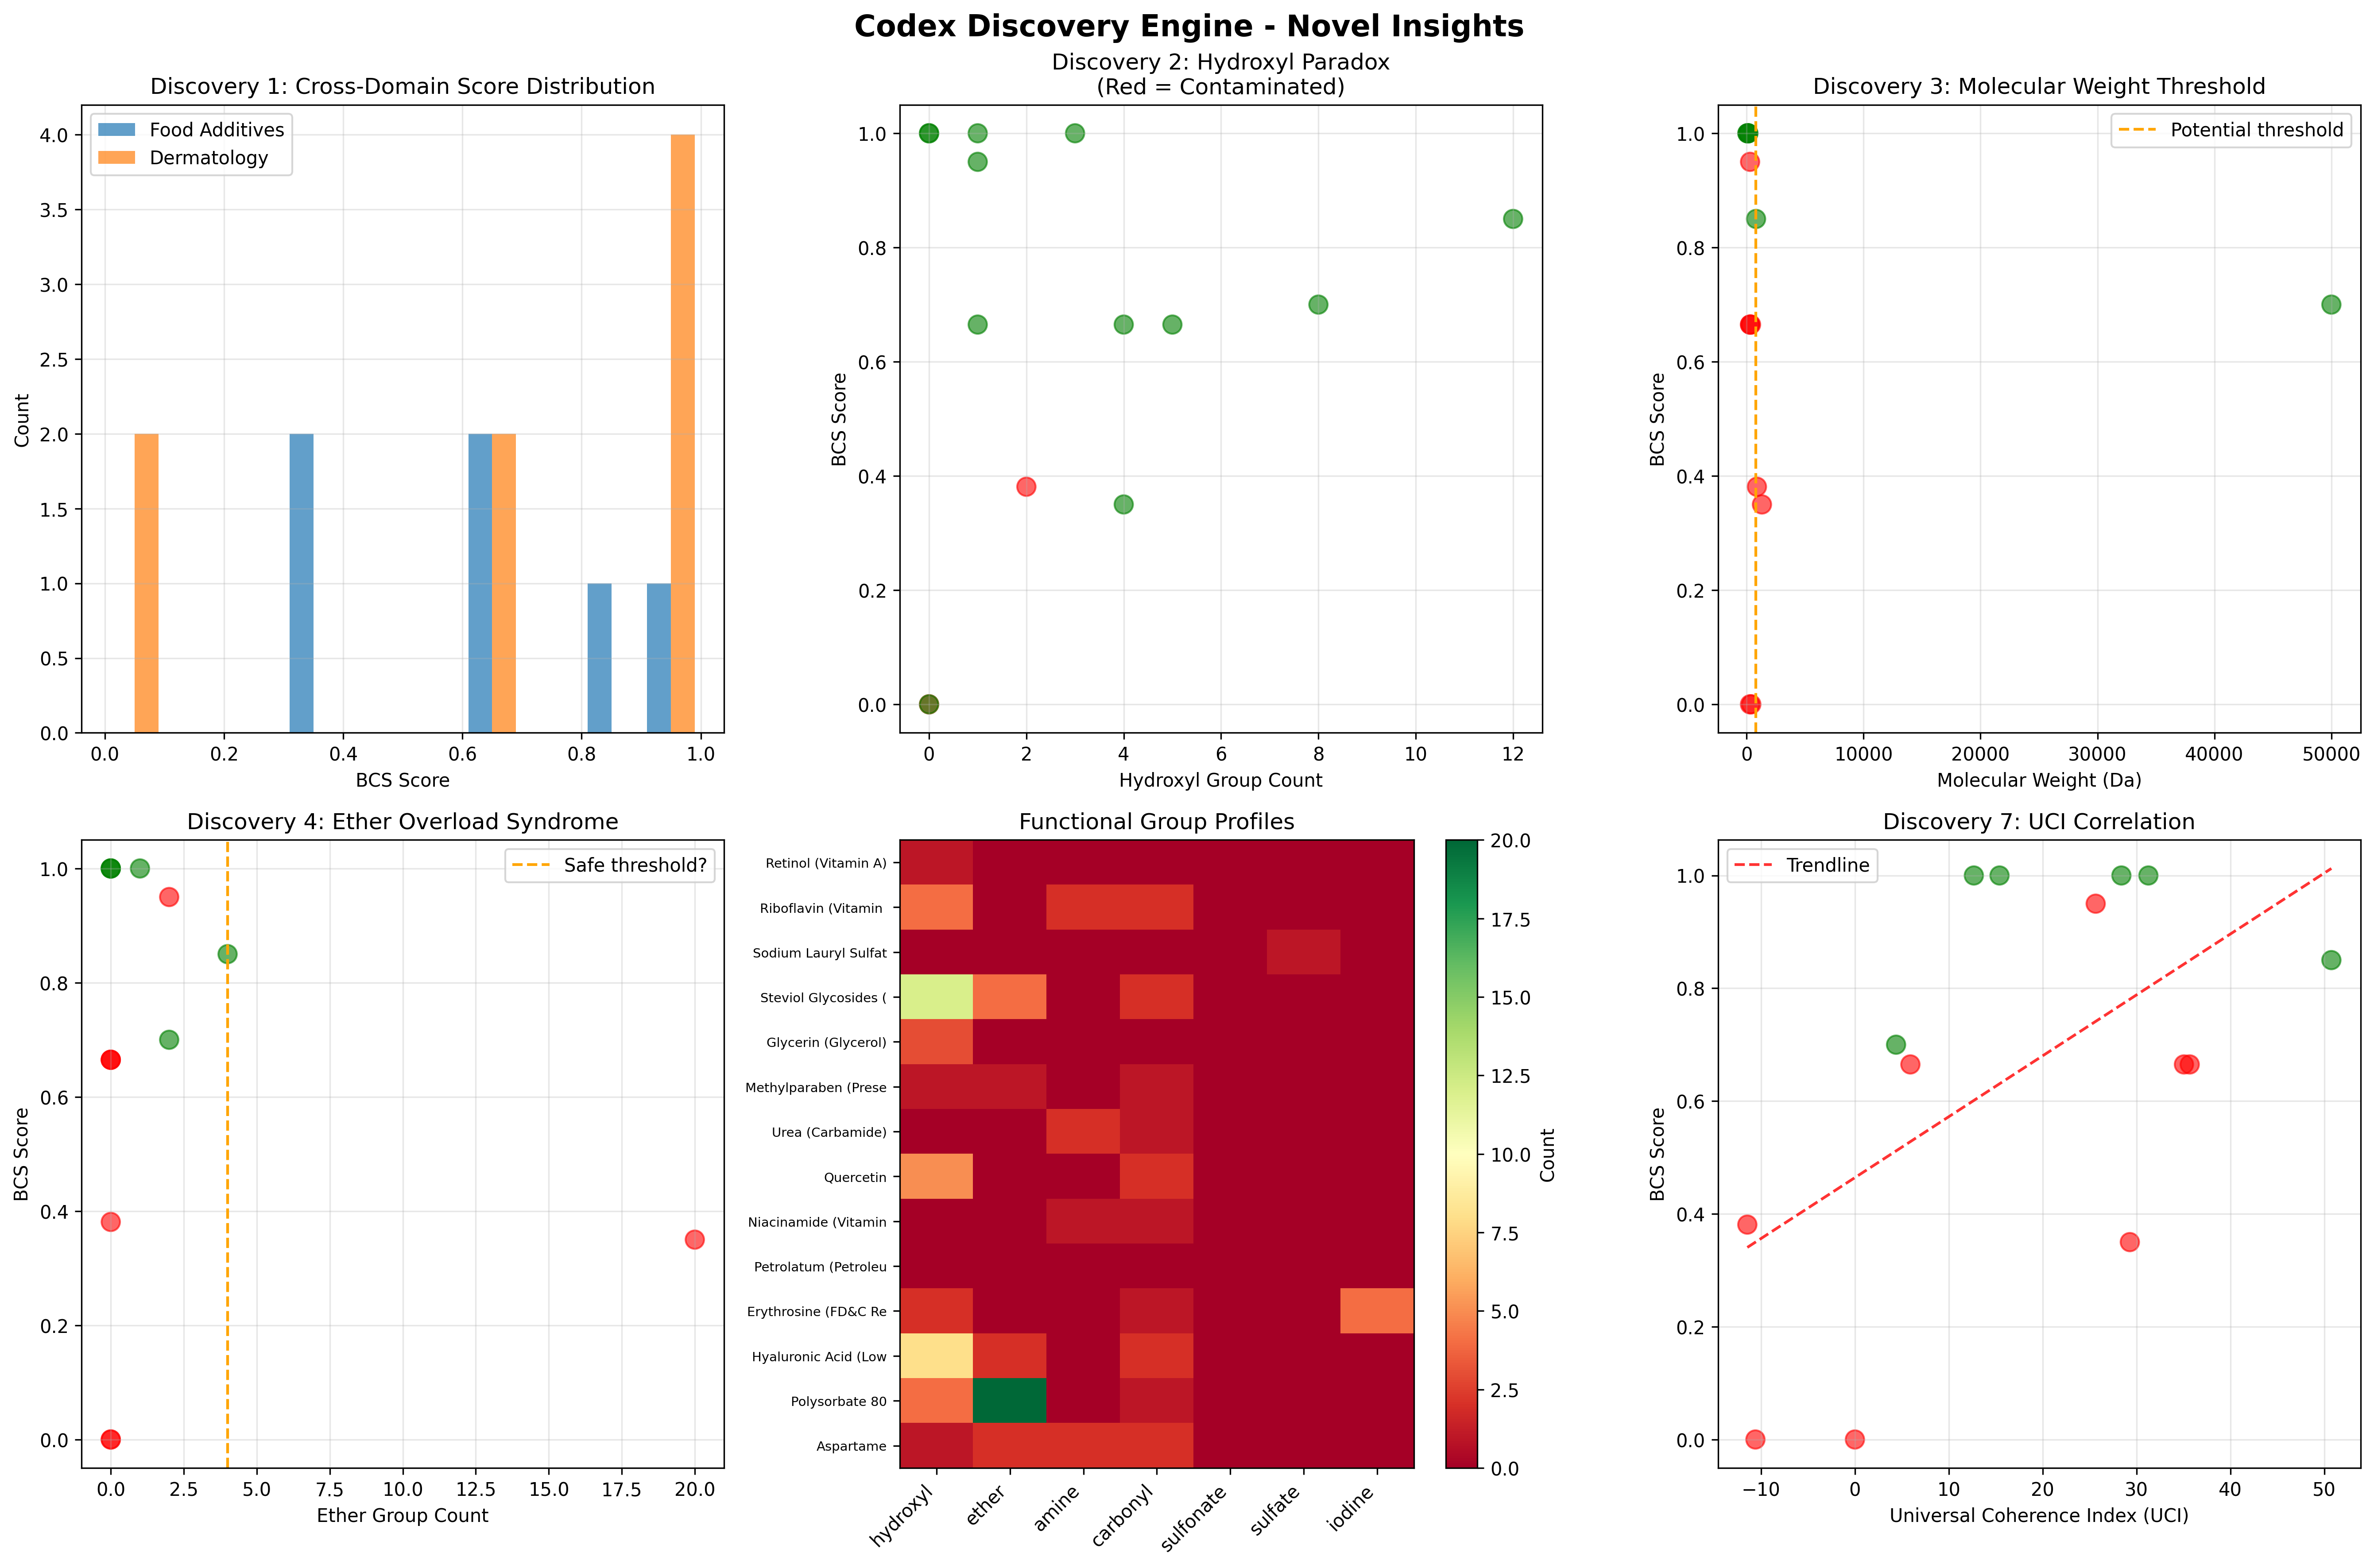 Codex Discovery Engine - Novel Insights
Discovery 1: Cross-Domain Score Distribution
Food Additives
Dermatology
4.0
3.5
3.0
2.5
2.0
1.5
1.0
0.5
0.0
Count
0.0 0.2 0.4 0.6 0.8 1.0
BCS Score
Discovery 2: Hydroxyl Paradox
(Red = Contaminated)
1.0
0.8
0.6
0.4
0.2
0.0
BCS Score
0 2 4 6 8 10 12
Hydroxyl Group Count
Discovery 3: Molecular Weight Threshold
Potential threshold
1.0
0.8
0.6
0.4
0.2
0.0
BCS Score
0 10000 20000 30000 40000 50000
Molecular Weight (Da)
Discovery 4: Ether Overload Syndrome
Safe threshold?
1.0
0.8
0.6
0.4
0.2
0.0
BCS Score
0.0 2.5 5.0 7.5 10.0 12.5 15.0 17.5 20.0
Ether Group Count
Functional Group Profiles
Retinol (Vitamin A)
Riboflavin (Vitamin
Sodium Lauryl Sulfat
Steviol Glycosides (
Glycerin (Glycerol)
Methylparaben (Prese
Urea (Carbamide)
Quercetin
Niacinamide (Vitamin
Petrolatum (Petroleu
Erythrosine (FD&C Re
Hyaluronic Acid (Low
Polysorbate 80
Aspartame
hydroxyl ether amine carbonyl sulfonate sulfate iodine
20.0
17.5
15.0
12.5
10.0
7.5
5.0
2.5
0.0
Count
Discovery 7: UCI Correlation
Trendline
1.0
0.8
0.6
0.4
0.2
0.0
BCS Score
−10 0 10 20 30 40 50
Universal Coherence Index (UCI)